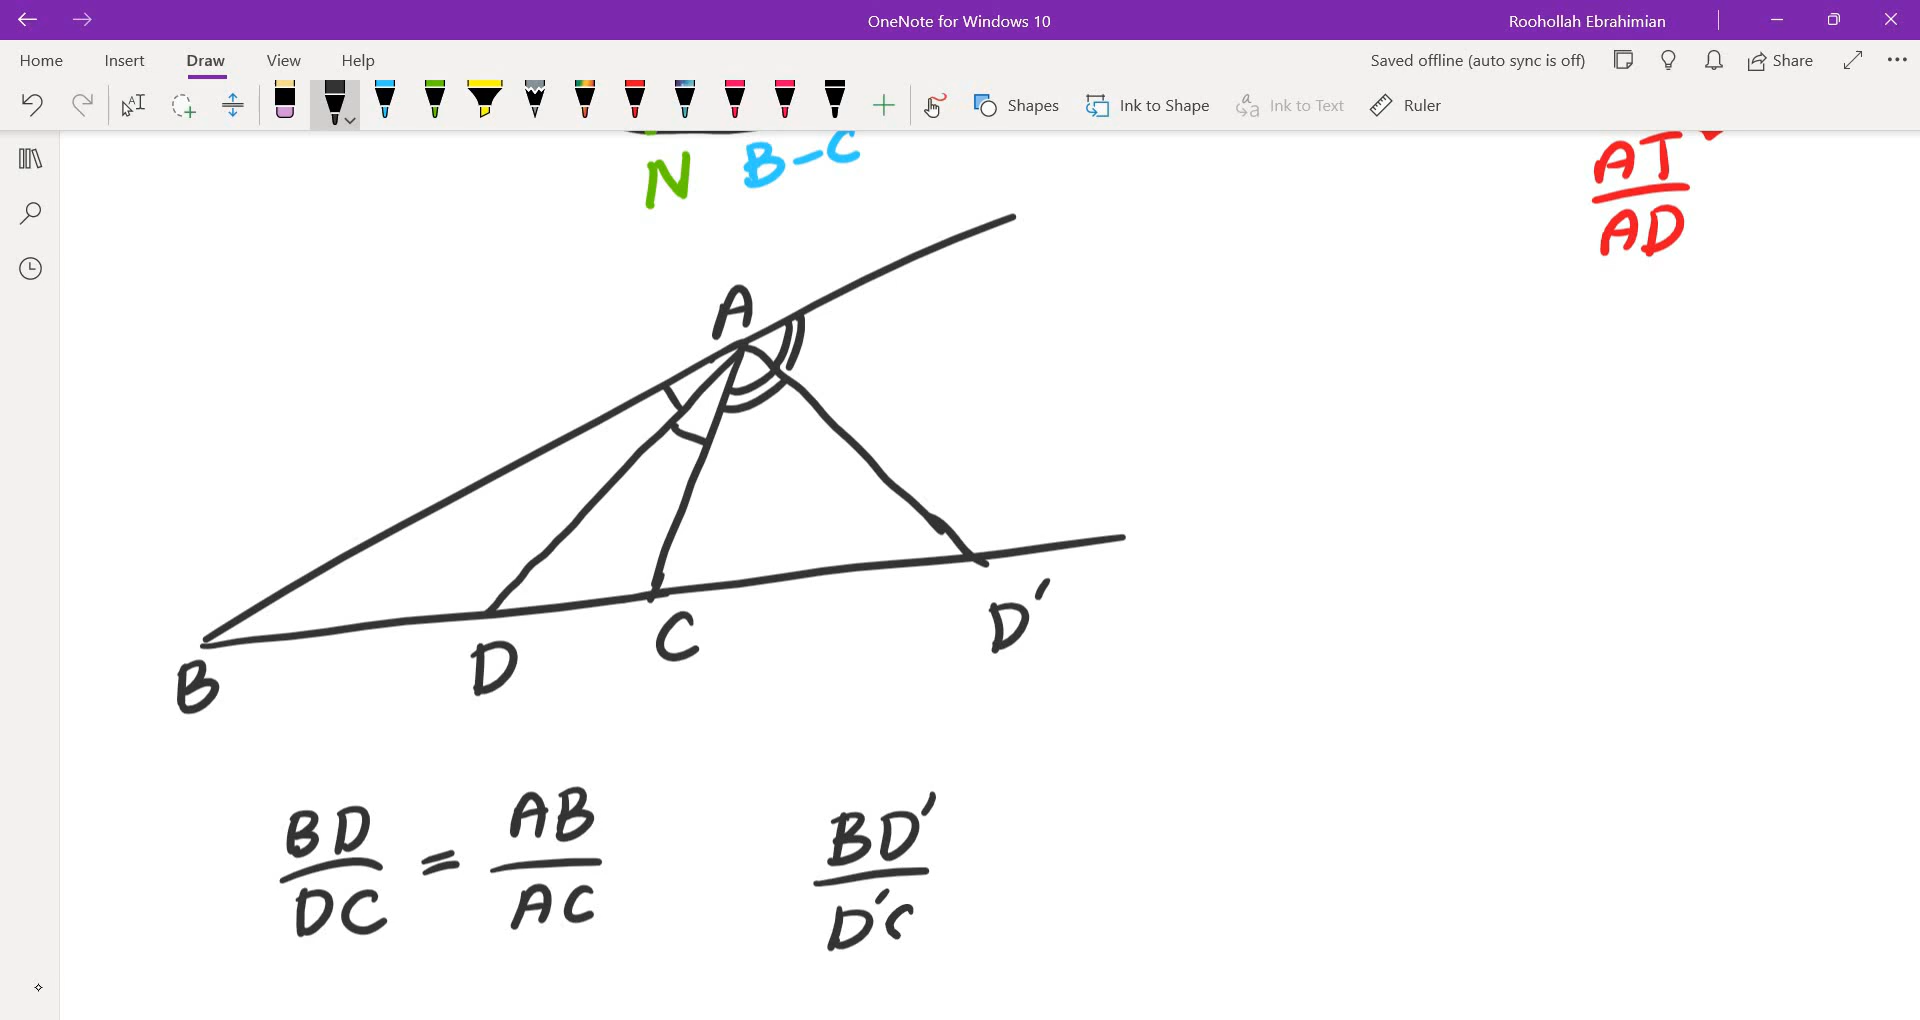 OneNote for Windows 10
Roohollah Ebrahimian
Home Insert Draw View Help
Saved offline (auto sync is off)
Share
Shapes
Ink to Shape
Ink to Text
Ruler
N B-C
AT
AD
A
B D C D'
BD/DC = AB/AC
BD'/D'C